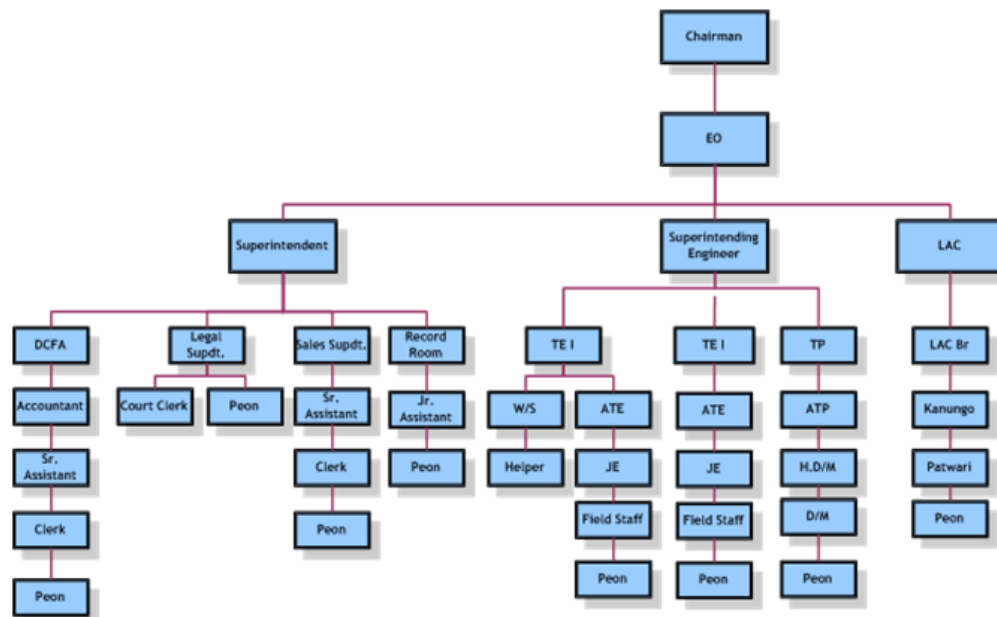 Chairman
EO
Superintendent
Superintending
Engineer
LAC
DCFA
Legal
Supdt.
Sales Supdt.
Record
Room
TE I
TE I
TP
LAC Br
Accountant
Court Clerk
Peon
Sr.
Assistant
Jr.
Assistant
W/S
ATE
ATE
ATP
Kanungo
Sr.
Assistant
Clerk
Peon
Helper
JE
JE
H.D/M
Patwari
Clerk
Peon
Field Staff
Field Staff
D/M
Peon
Peon
Peon
Peon
Peon